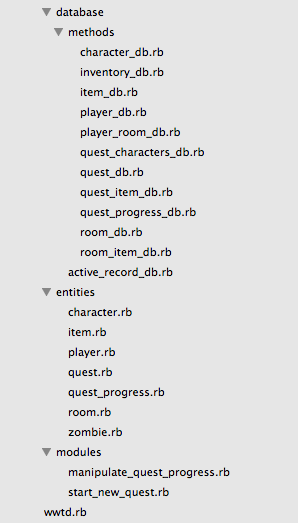 database
methods
character_db.rb
inventory_db.rb
item_db.rb
player_db.rb
player_room_db.rb
quest_characters_db.rb
quest_db.rb
quest_item_db.rb
quest_progress_db.rb
room_db.rb
room_item_db.rb
active_record_db.rb
entities
character.rb
item.rb
player.rb
quest.rb
quest_progress.rb
room.rb
zombie.rb
modules
manipulate_quest_progress.rb
start_new_quest.rb
wwtd.rb